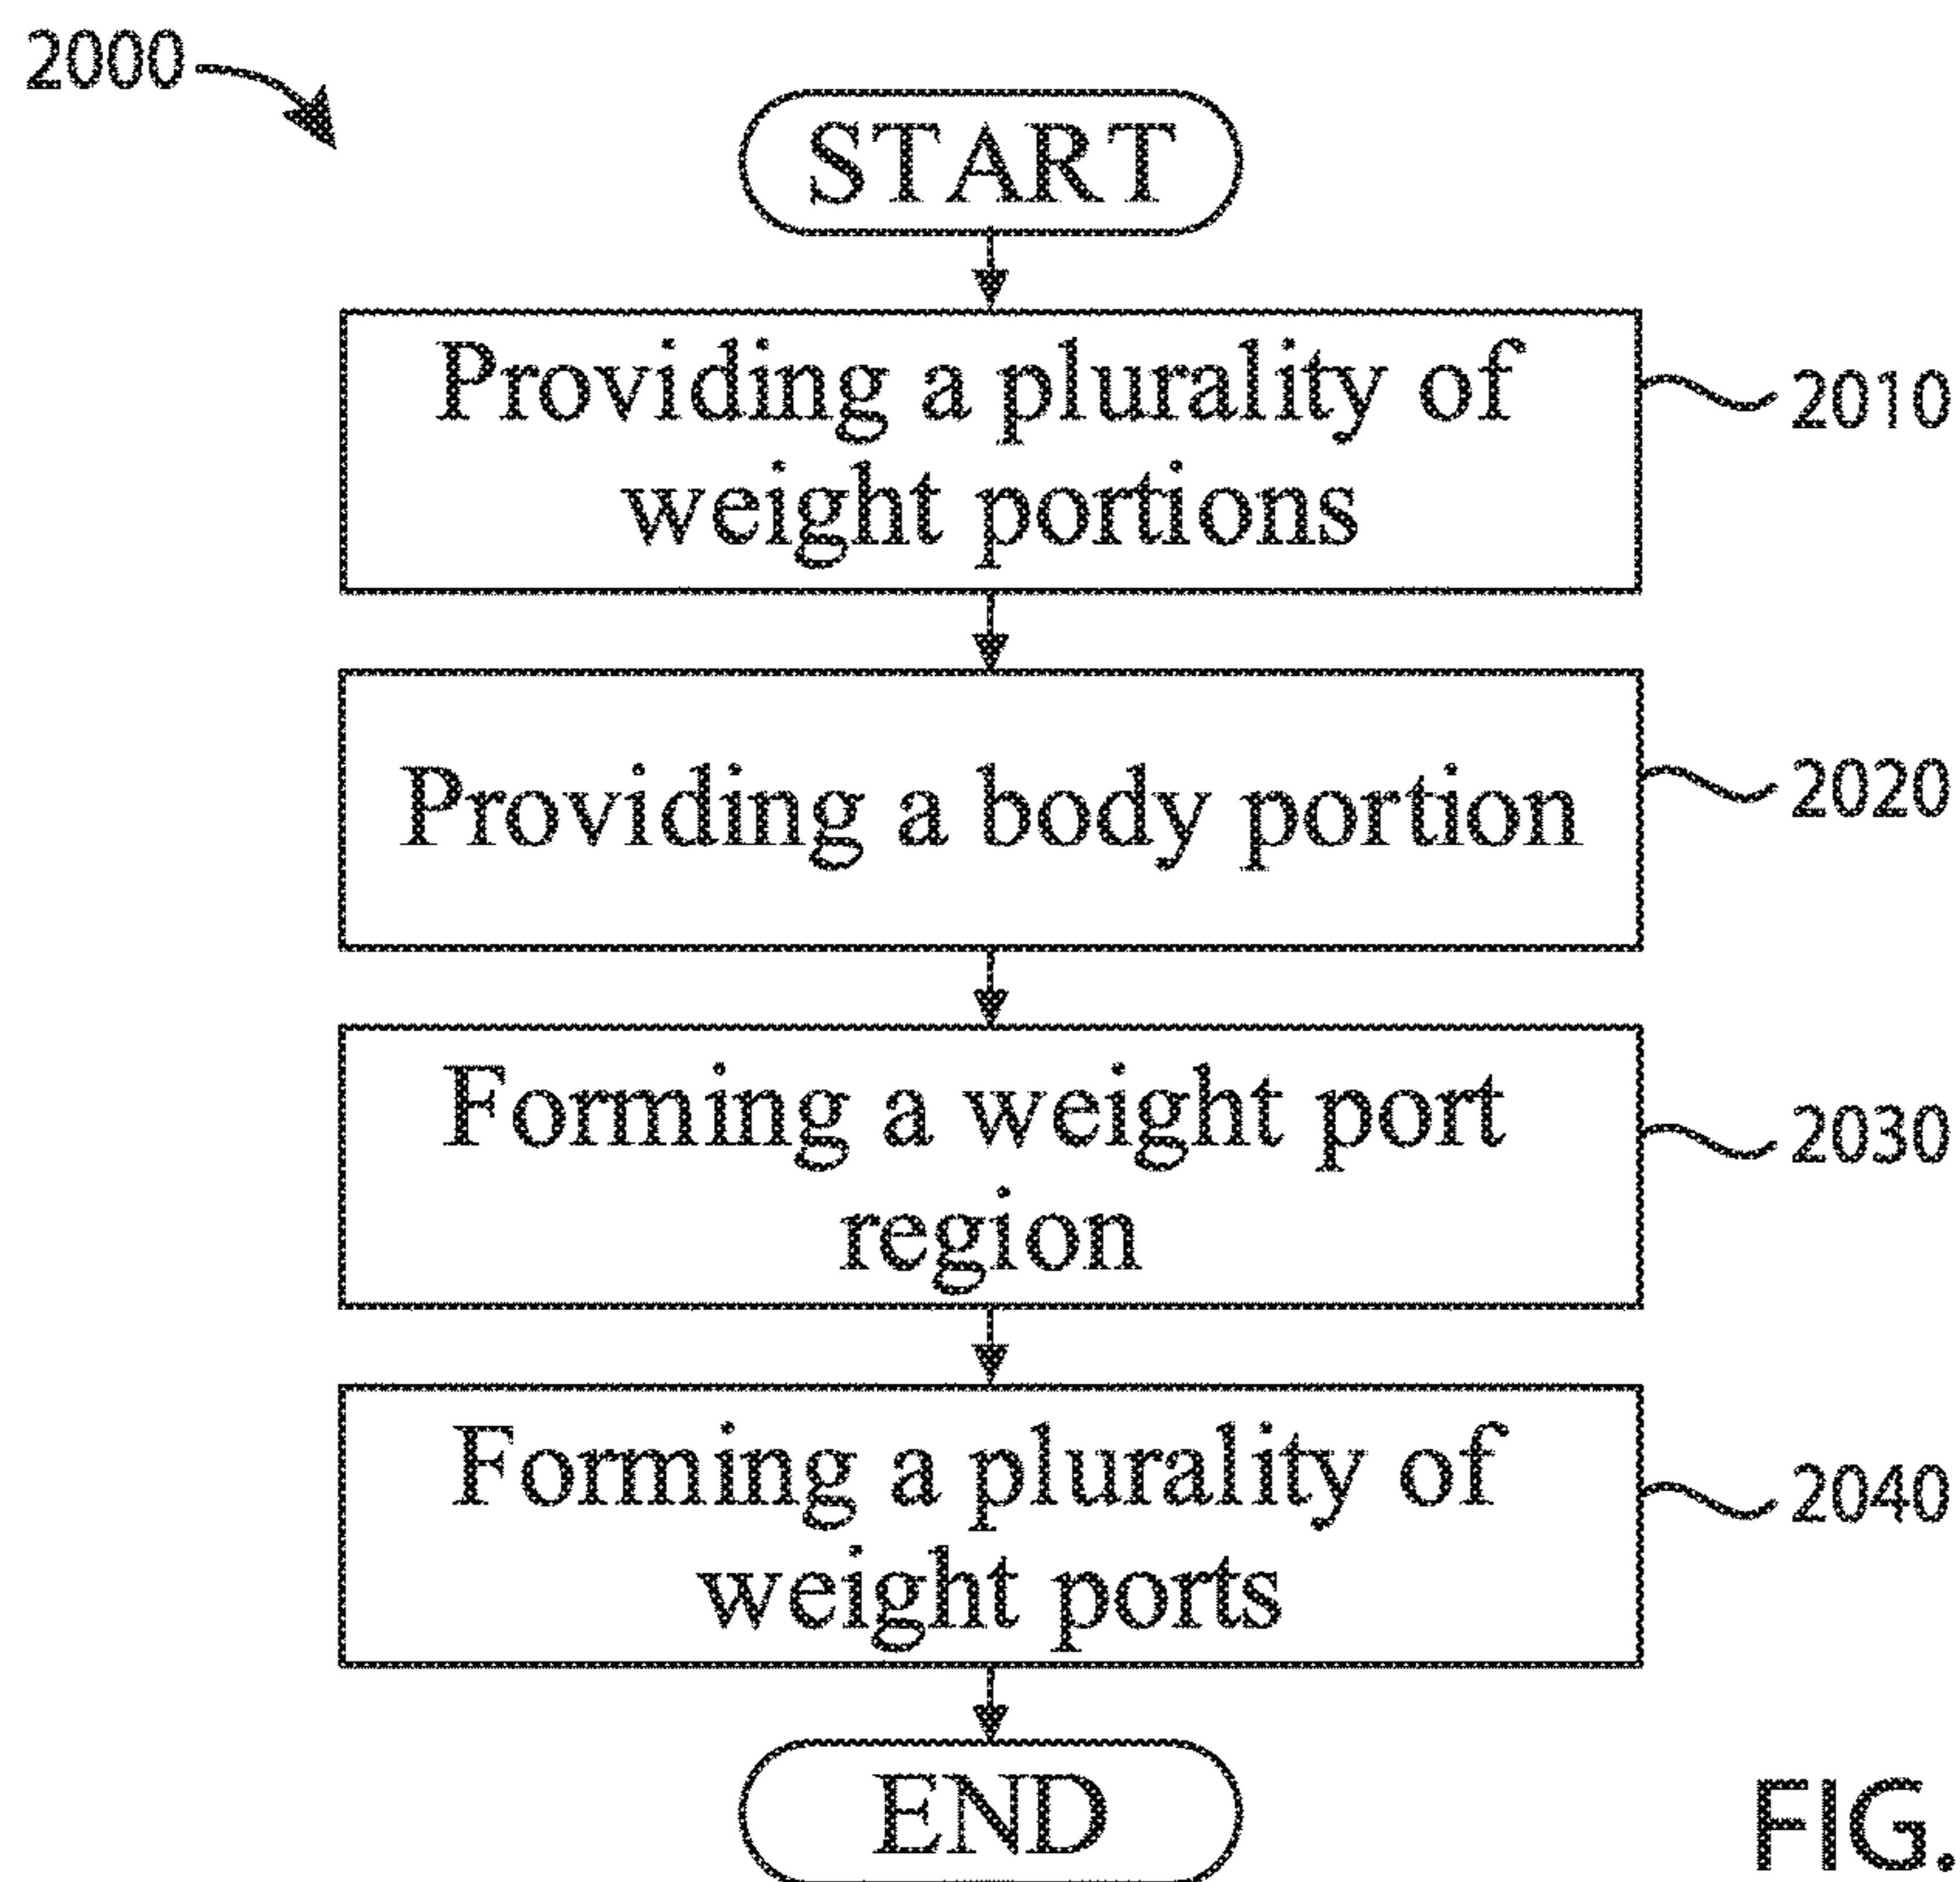 2000
START
Providing a plurality of
weight portions
2010
Providing a body portion
2020
Forming a weight port
region
2030
Forming a plurality of
weight ports
2040
END
FIG.